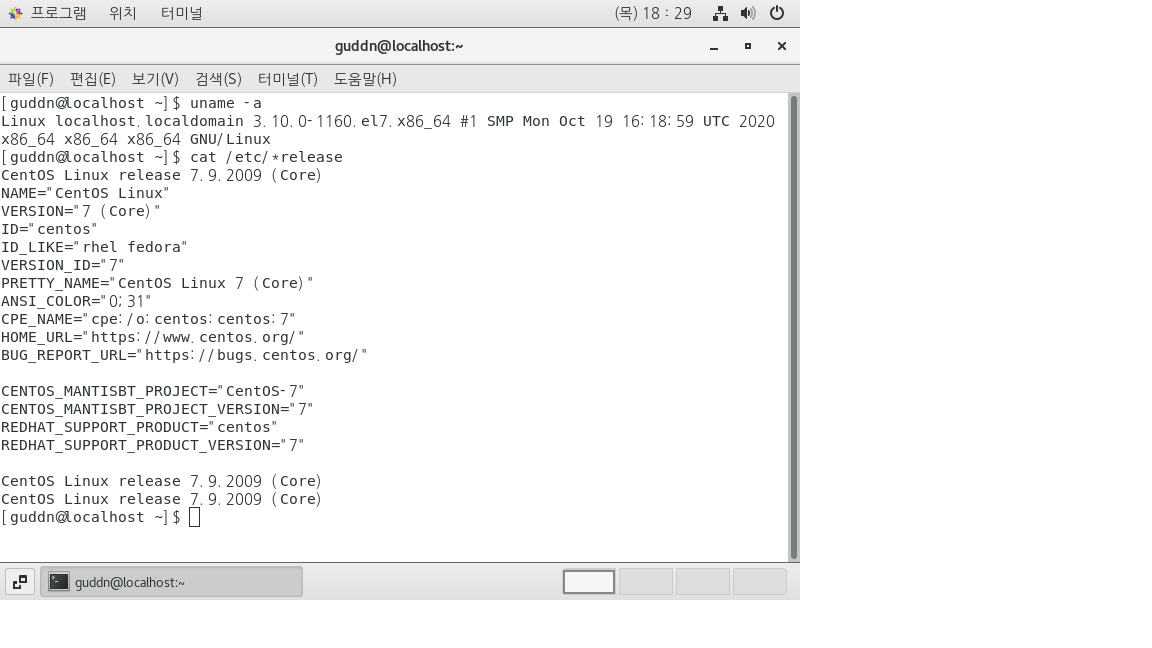 프로그램 위치 터미널 (목) 18 : 29
guddn@localhost:~
파일(F) 편집(E) 보기(V) 검색(S) 터미널(T) 도움말(H)
[guddn@localhost ~]$ uname -a
Linux localhost.localdomain 3.10.0-1160.el7.x86_64 #1 SMP Mon Oct 19 16:18:59 UTC 2020
x86_64 x86_64 x86_64 GNU/Linux
[guddn@localhost ~]$ cat /etc/*release
CentOS Linux release 7.9.2009 (Core)
NAME="CentOS Linux"
VERSION="7 (Core)"
ID="centos"
ID_LIKE="rhel fedora"
VERSION_ID="7"
PRETTY_NAME="CentOS Linux 7 (Core)"
ANSI_COLOR="0;31"
CPE_NAME="cpe:/o:centos:centos:7"
HOME_URL="https://www.centos.org/"
BUG_REPORT_URL="https://bugs.centos.org/"
CENTOS_MANTISBT_PROJECT="CentOS-7"
CENTOS_MANTISBT_PROJECT_VERSION="7"
REDHAT_SUPPORT_PRODUCT="centos"
REDHAT_SUPPORT_PRODUCT_VERSION="7"
CentOS Linux release 7.9.2009 (Core)
CentOS Linux release 7.9.2009 (Core)
[guddn@localhost ~]$
guddn@localhost:~